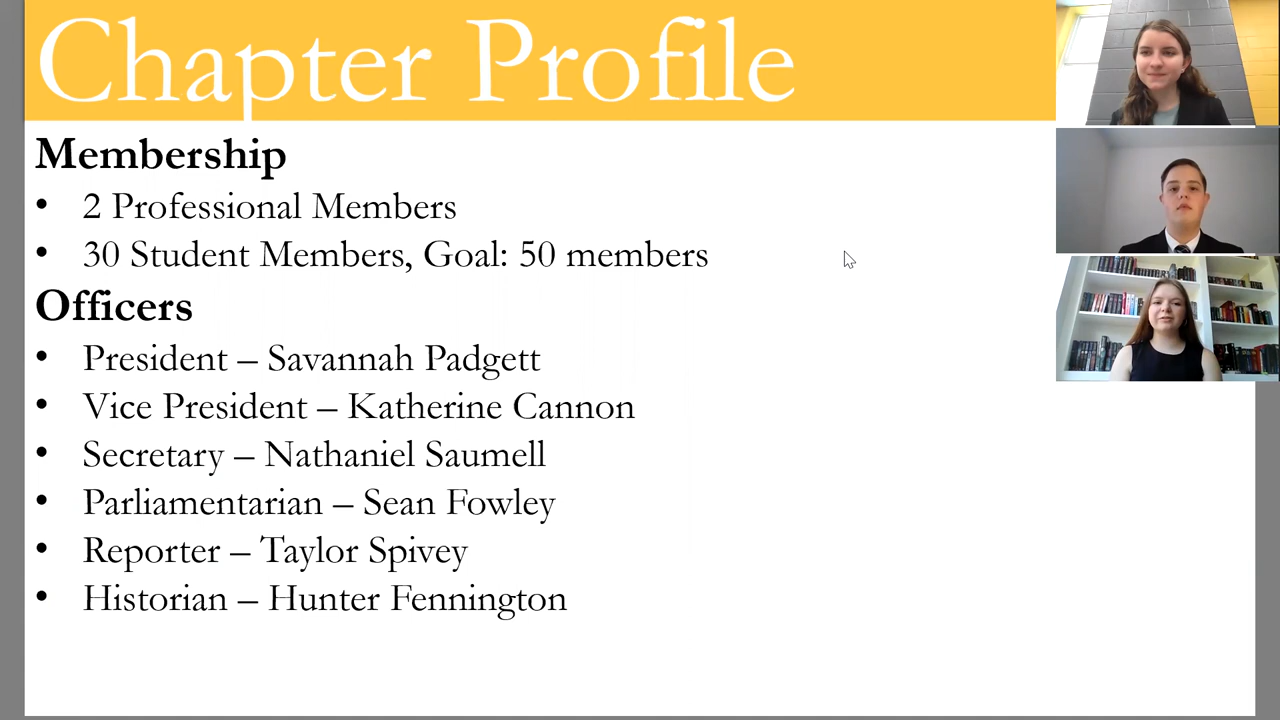 Chapter Profile
Membership
• 2 Professional Members
• 30 Student Members, Goal: 50 members
Officers
• President – Savannah Padgett
• Vice President – Katherine Cannon
• Secretary – Nathaniel Saumell
• Parliamentarian – Sean Fowley
• Reporter – Taylor Spivey
• Historian – Hunter Fennington